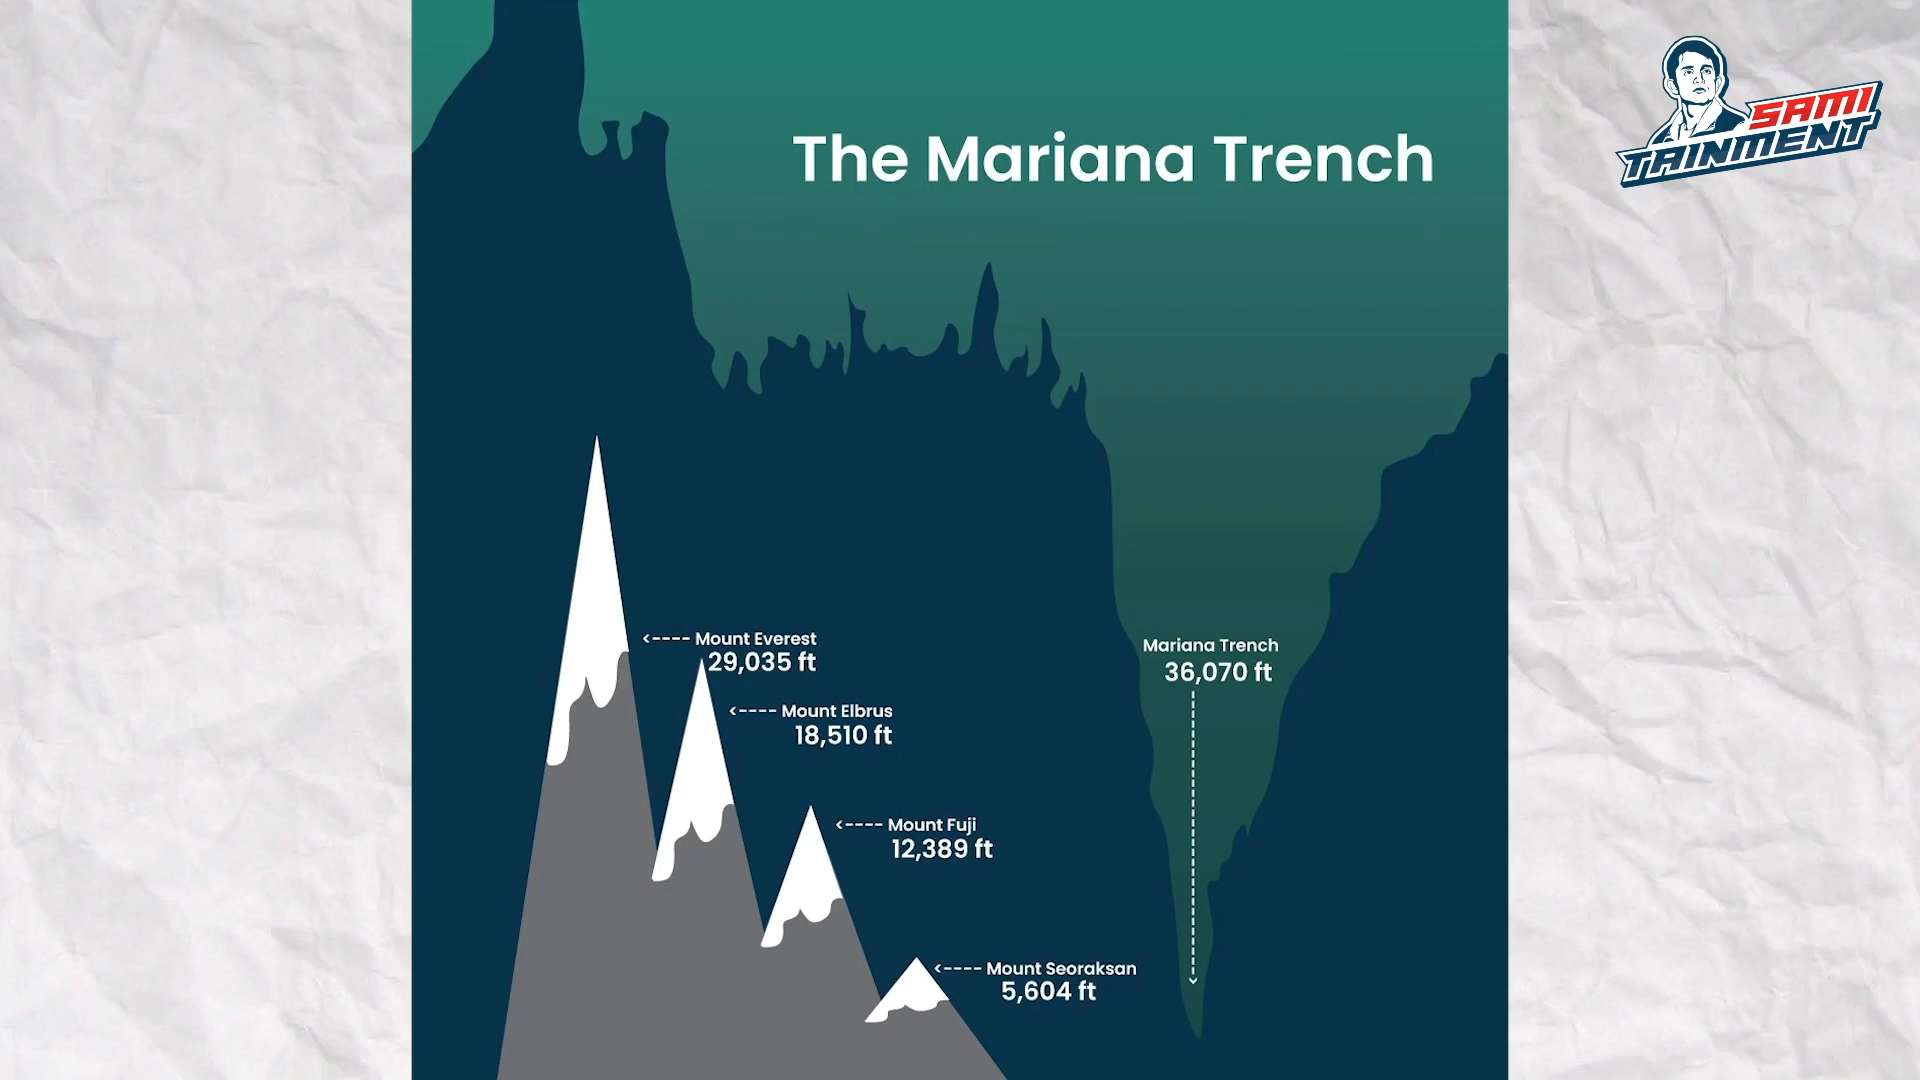 The Mariana Trench
SAMI
TAINMENT
Mount Everest
29,035 ft
Mount Elbrus
18,510 ft
Mount Fuji
12,389 ft
Mount Seoraksan
5,604 ft
Mariana Trench
36,070 ft